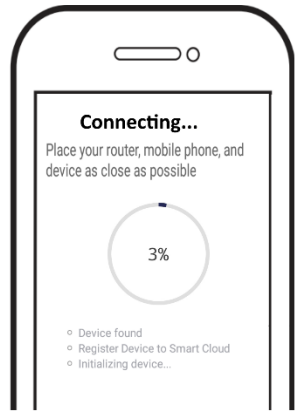 Connecting...
Place your router, mobile phone, and
device as close as possible
3%
Device found
Register Device to Smart Cloud
Initializing device...